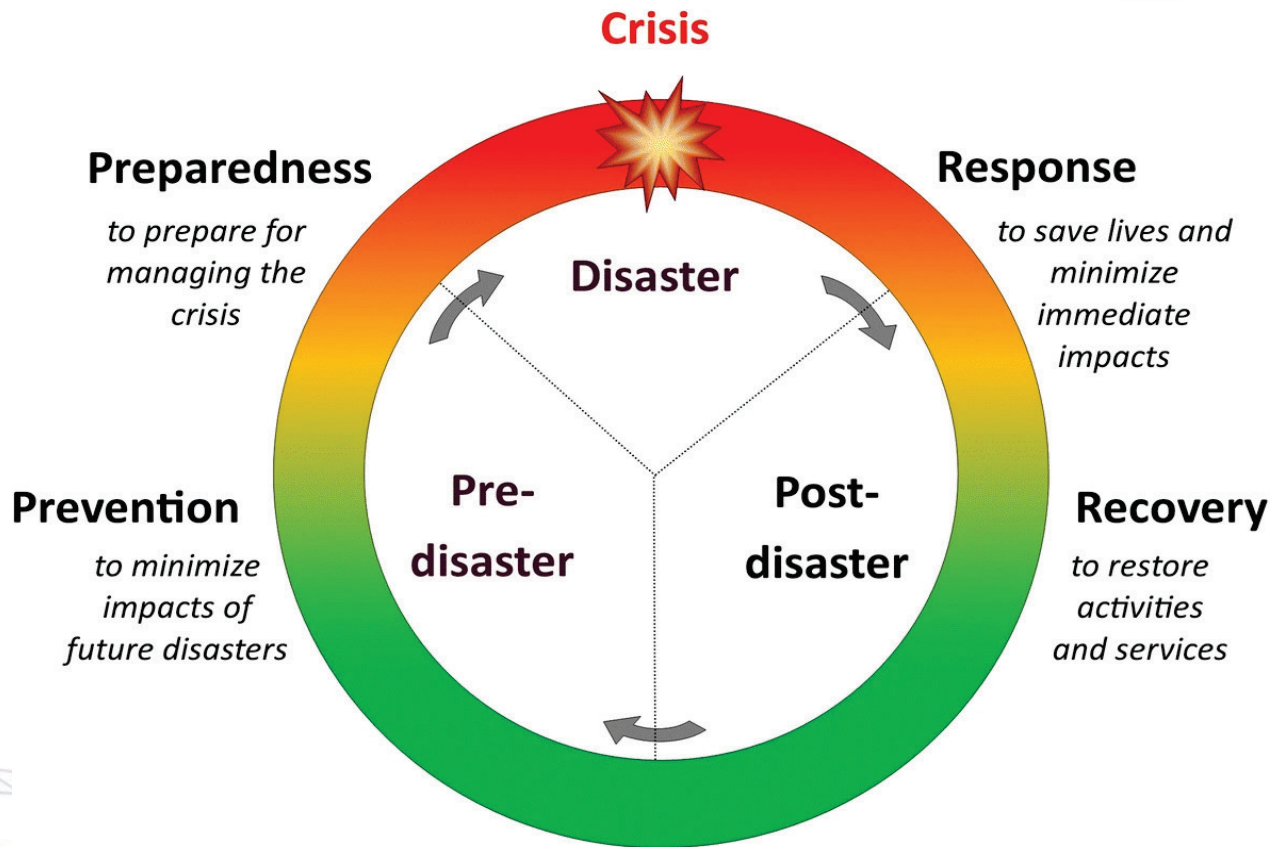 Crisis
Preparedness
to prepare for
managing the
crisis
Response
to save lives and
minimize
immediate
impacts
Disaster
Prevention
to minimize
impacts of
future disasters
Pre-
disaster
Post-
disaster
Recovery
to restore
activities
and services